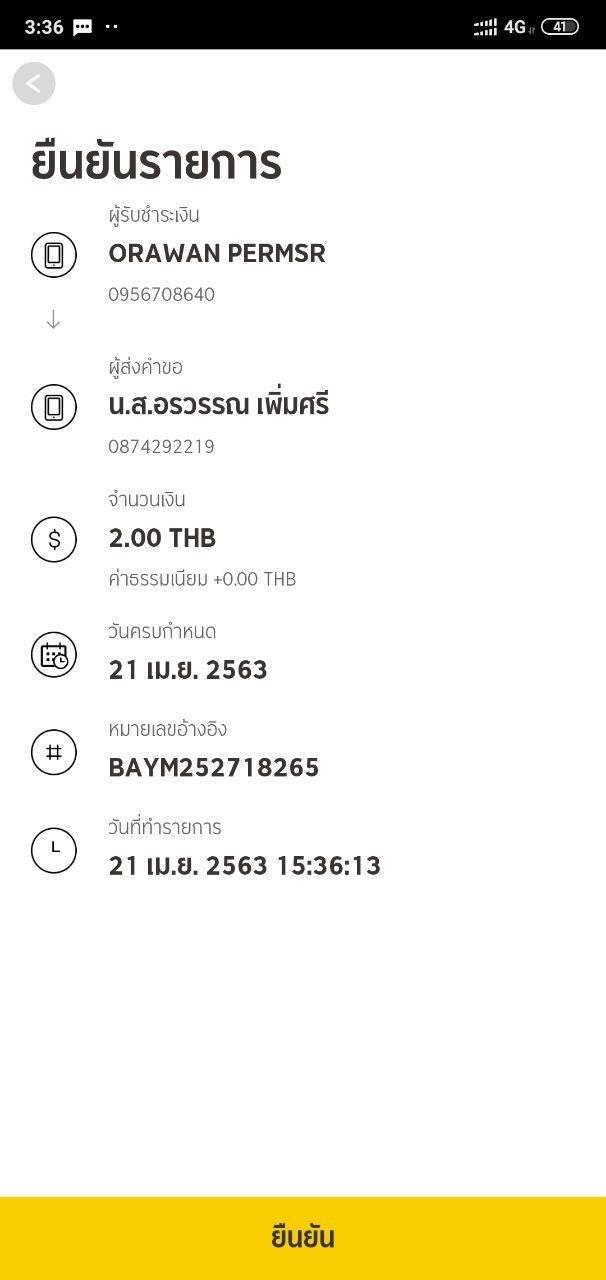 3:36
4G 41
ยืนยันรายการ
ผู้รับชำระเงิน
ORAWAN PERMSR
0956708640
ผู้ส่งคำขอ
น.ส.อรวรรณ เพิ่มศรี
0874292219
จำนวนเงิน
2.00 THB
ค่าธรรมเนียม +0.00 THB
วันครบกำหนด
21 เม.ย. 2563
หมายเลขอ้างอิง
BAYM252718265
วันที่ทำรายการ
21 เม.ย. 2563 15:36:13
ยืนยัน